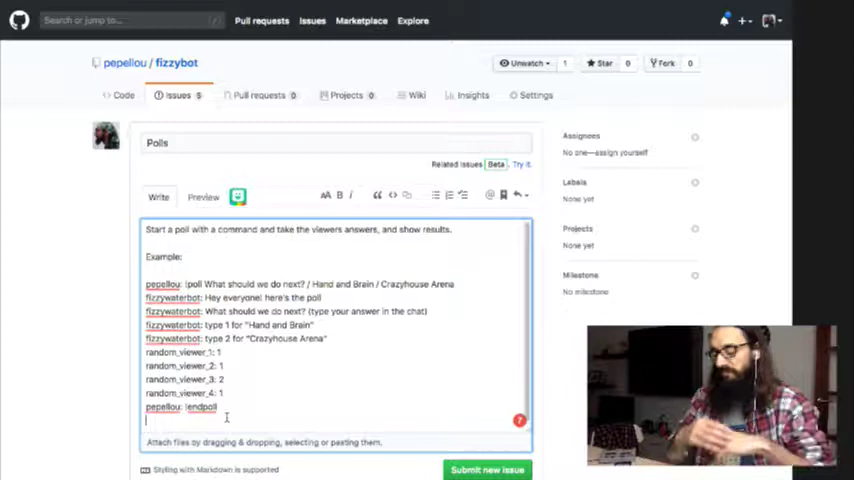 Search or jump to...
/
Pull requests
Issues
Marketplace
Explore
pepellou / fizzybot
Unwatch
1
Star
0
Fork
0
Code
Issues 5
Pull requests 0
Projects 0
Wiki
Insights
Settings
Polls
Related Issues Beta Try it.
Write
Preview
AA B i
Start a poll with a command and take the viewers answers, and show results.
Example:
pepellou: !poll What should we do next? / Hand and Brain / Crazyhouse Arena
fizzywaterbot: Hey everyone! here's the poll
fizzywaterbot: What should we do next? (type your answer in the chat)
fizzywaterbot: type 1 for "Hand and Brain"
fizzywaterbot: type 2 for "Crazyhouse Arena"
random_viewer_1: 1
random_viewer_2: 1
random_viewer_3: 2
random_viewer_4: 1
pepellou: !endpoll
7
Attach files by dragging & dropping, selecting or pasting them.
Styling with Markdown is supported
Submit new issue
Assignees
No one—assign yourself
Labels
None yet
Projects
None yet
Milestone
No milestone